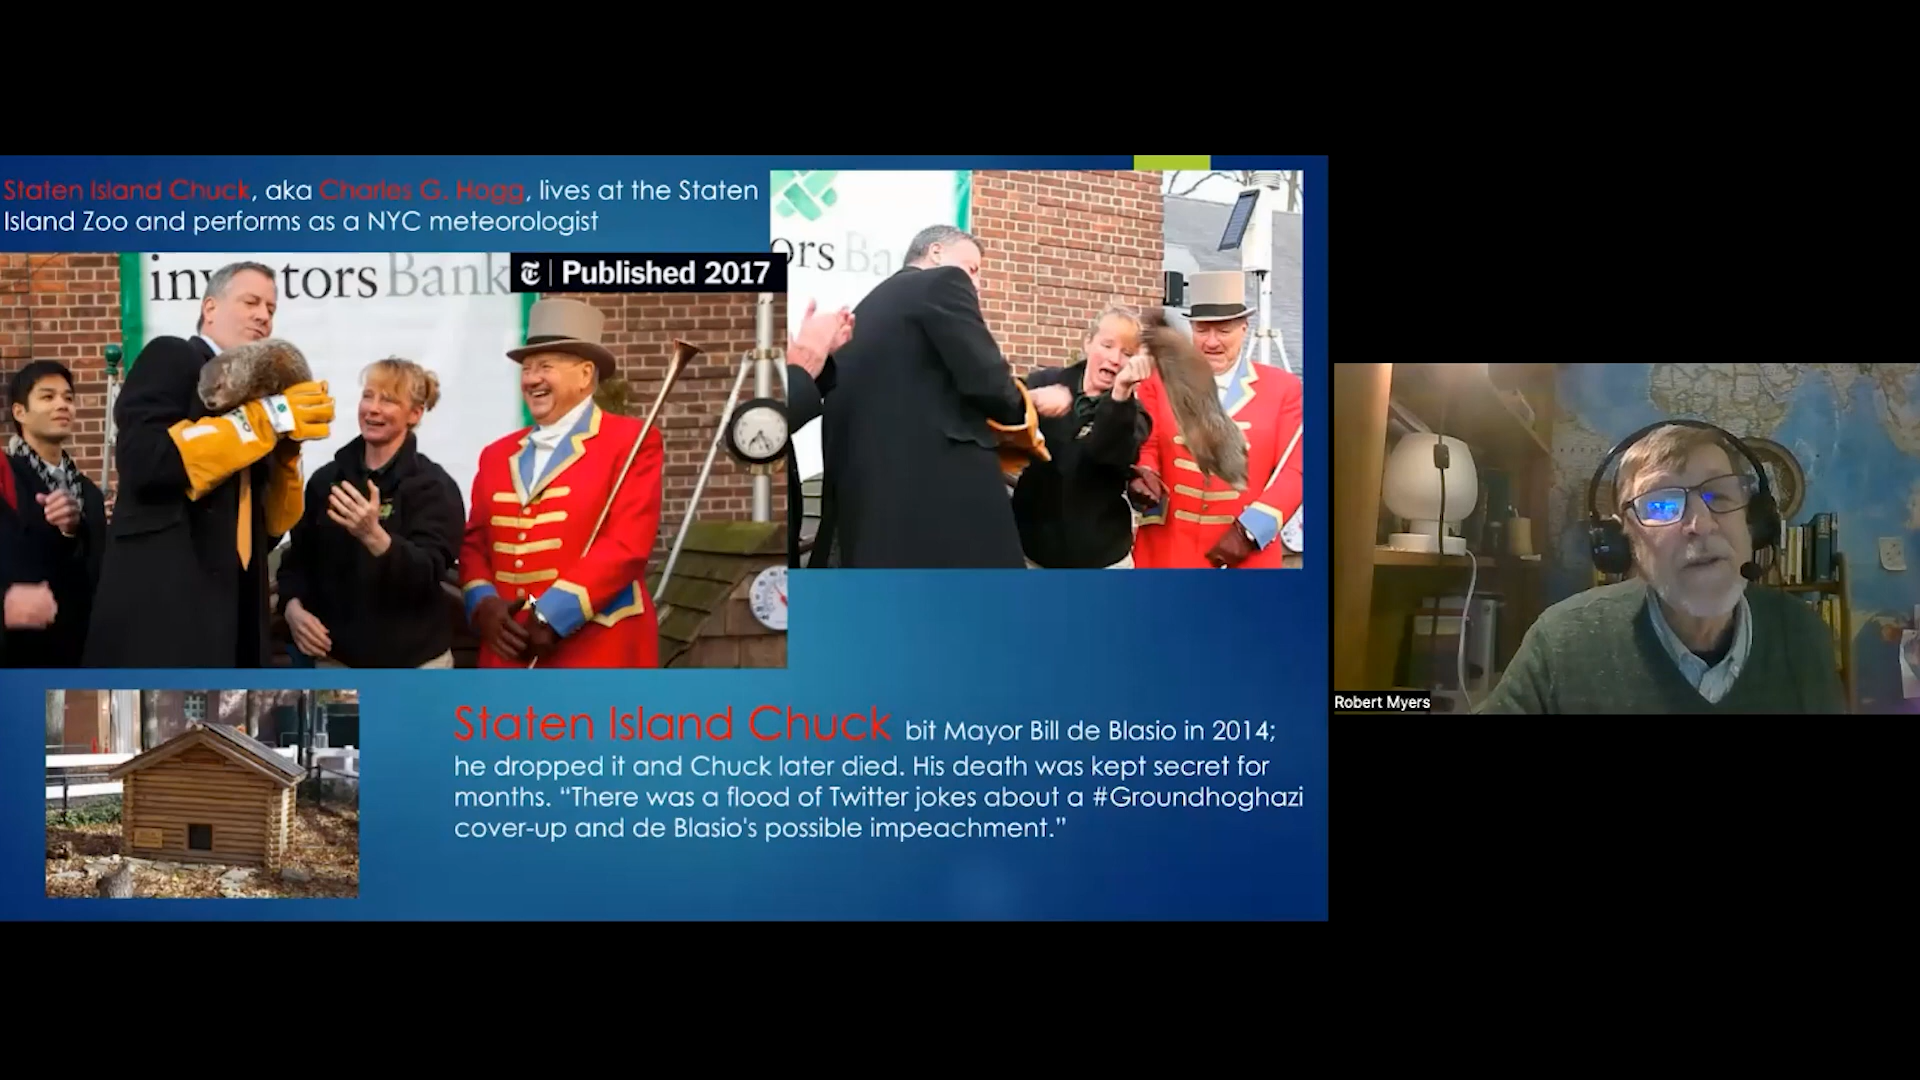 Staten Island Chuck, aka Charles G. Hogg, lives at the Staten
Island Zoo and performs as a NYC meteorologist
investors Bank
Published 2017
ors Ba
Staten Island Chuck bit Mayor Bill de Blasio in 2014;
he dropped it and Chuck later died. His death was kept secret for
months. “There was a flood of Twitter jokes about a #Groundhoghazi
cover-up and de Blasio's possible impeachment.”
Robert Myers